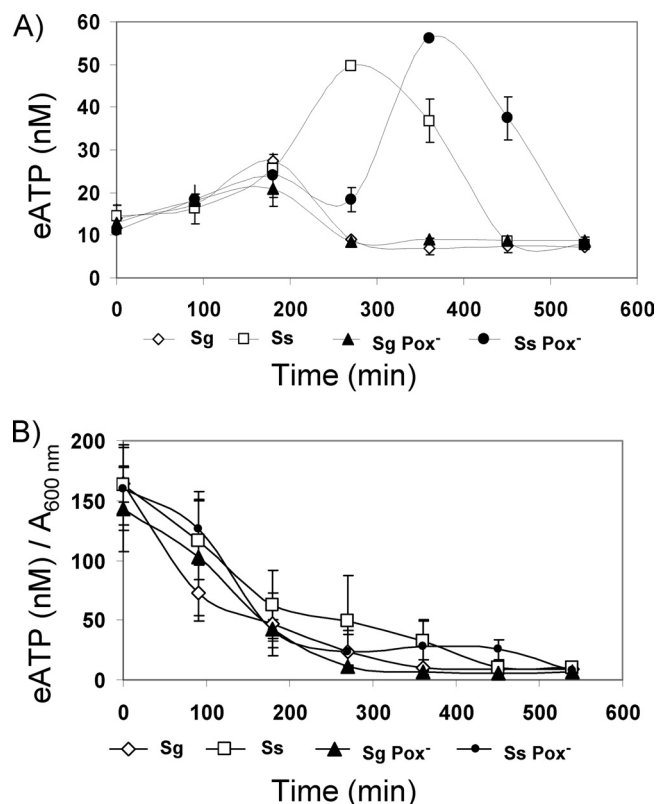 A)
60
50
40
30
20
10
0
eATP (nM)
0 100 200 300 400 500 600
Sg Ss Sg Pox⁻ Ss Pox⁻
Time (min)
B)
200
150
100
50
0
eATP (nM) / A₆₀₀ ₙₘ
0 100 200 300 400 500 600
Sg Ss Sg Pox⁻ Ss Pox⁻
Time (min)